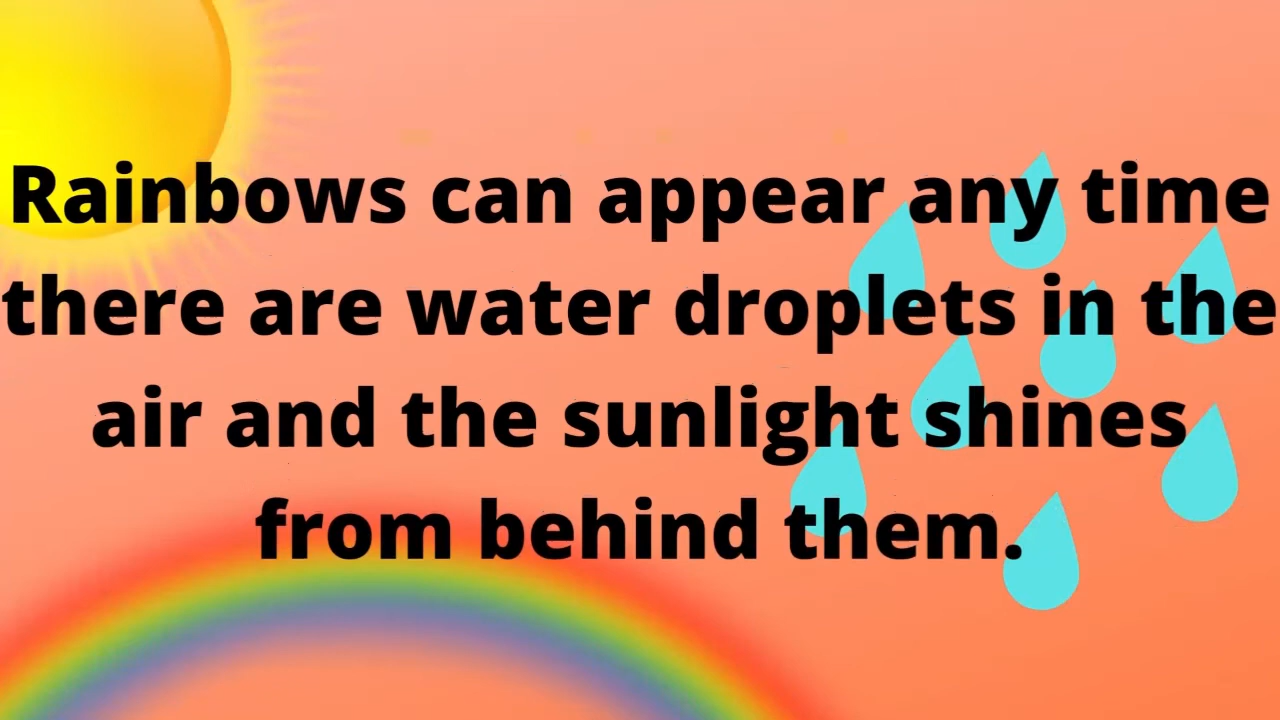 Rainbows can appear any time
there are water droplets in the
air and the sunlight shines
from behind them.